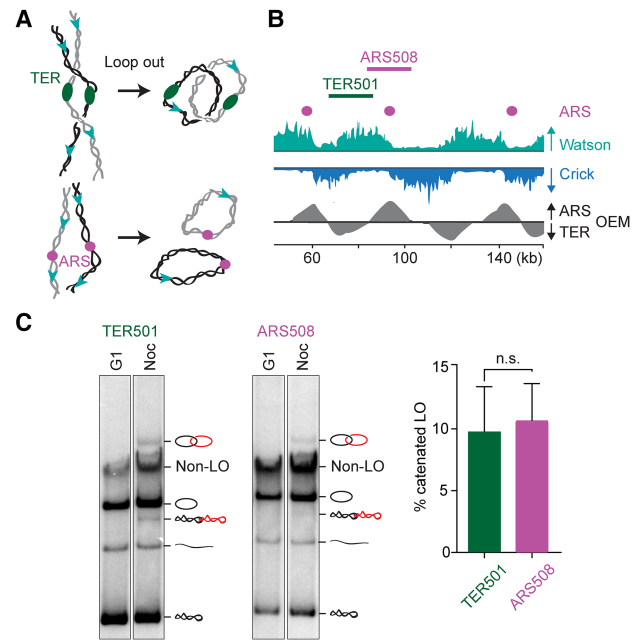 A
TER
Loop out
ARS
B
ARS508
TER501
ARS
Watson
Crick
ARS
TER
OEM
60 100 140 (kb)
C
TER501
G1 Noc
Non-LO
ARS508
G1 Noc
Non-LO
n.s.
% catenated LO
15
10
5
0
TER501
ARS508